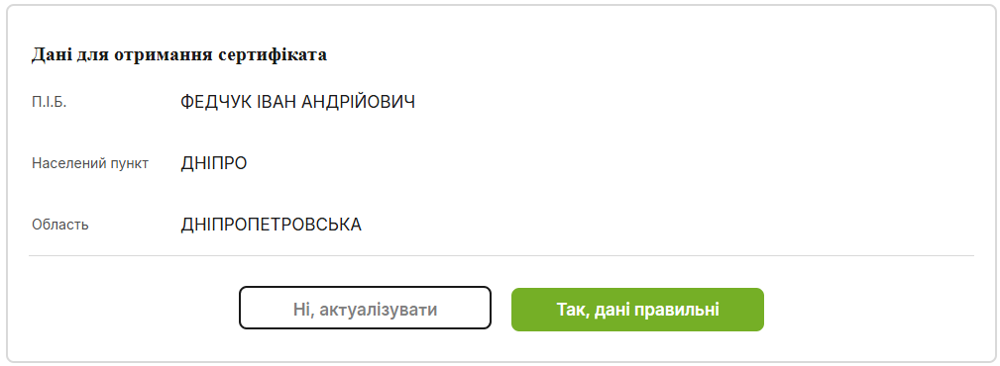 Дані для отримання сертифіката
П.І.Б. ФЕДЧУК ІВАН АНДРІЙОВИЧ
Населений пункт ДНІПРО
Область ДНІПРОПЕТРОВСЬКА
Ні, актуалізувати Так, дані правильні